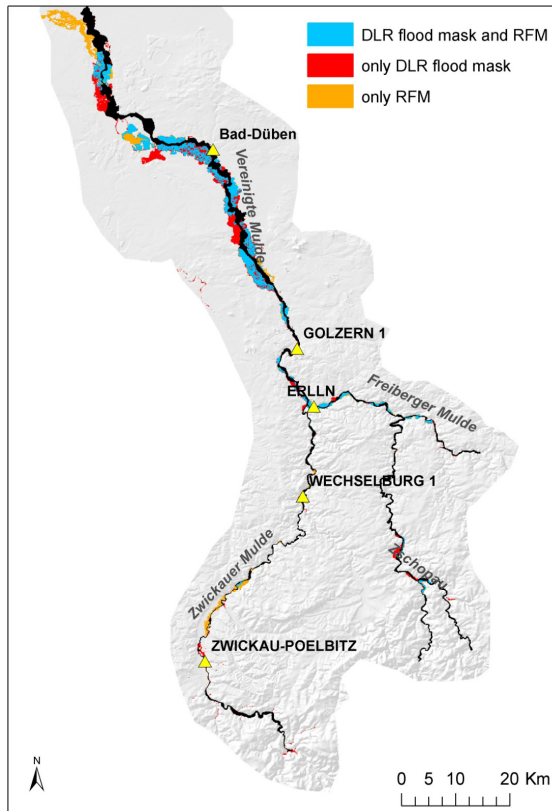 DLR flood mask and RFM
only DLR flood mask
only RFM
Bad-Düben
Vereinigte Mulde
GOLZERN 1
ERLLN
Freiberger Mulde
WECHSELBURG 1
Zschopau
Zwickauer Mulde
ZWICKAU-POELBITZ
N
0 5 10 20 Km